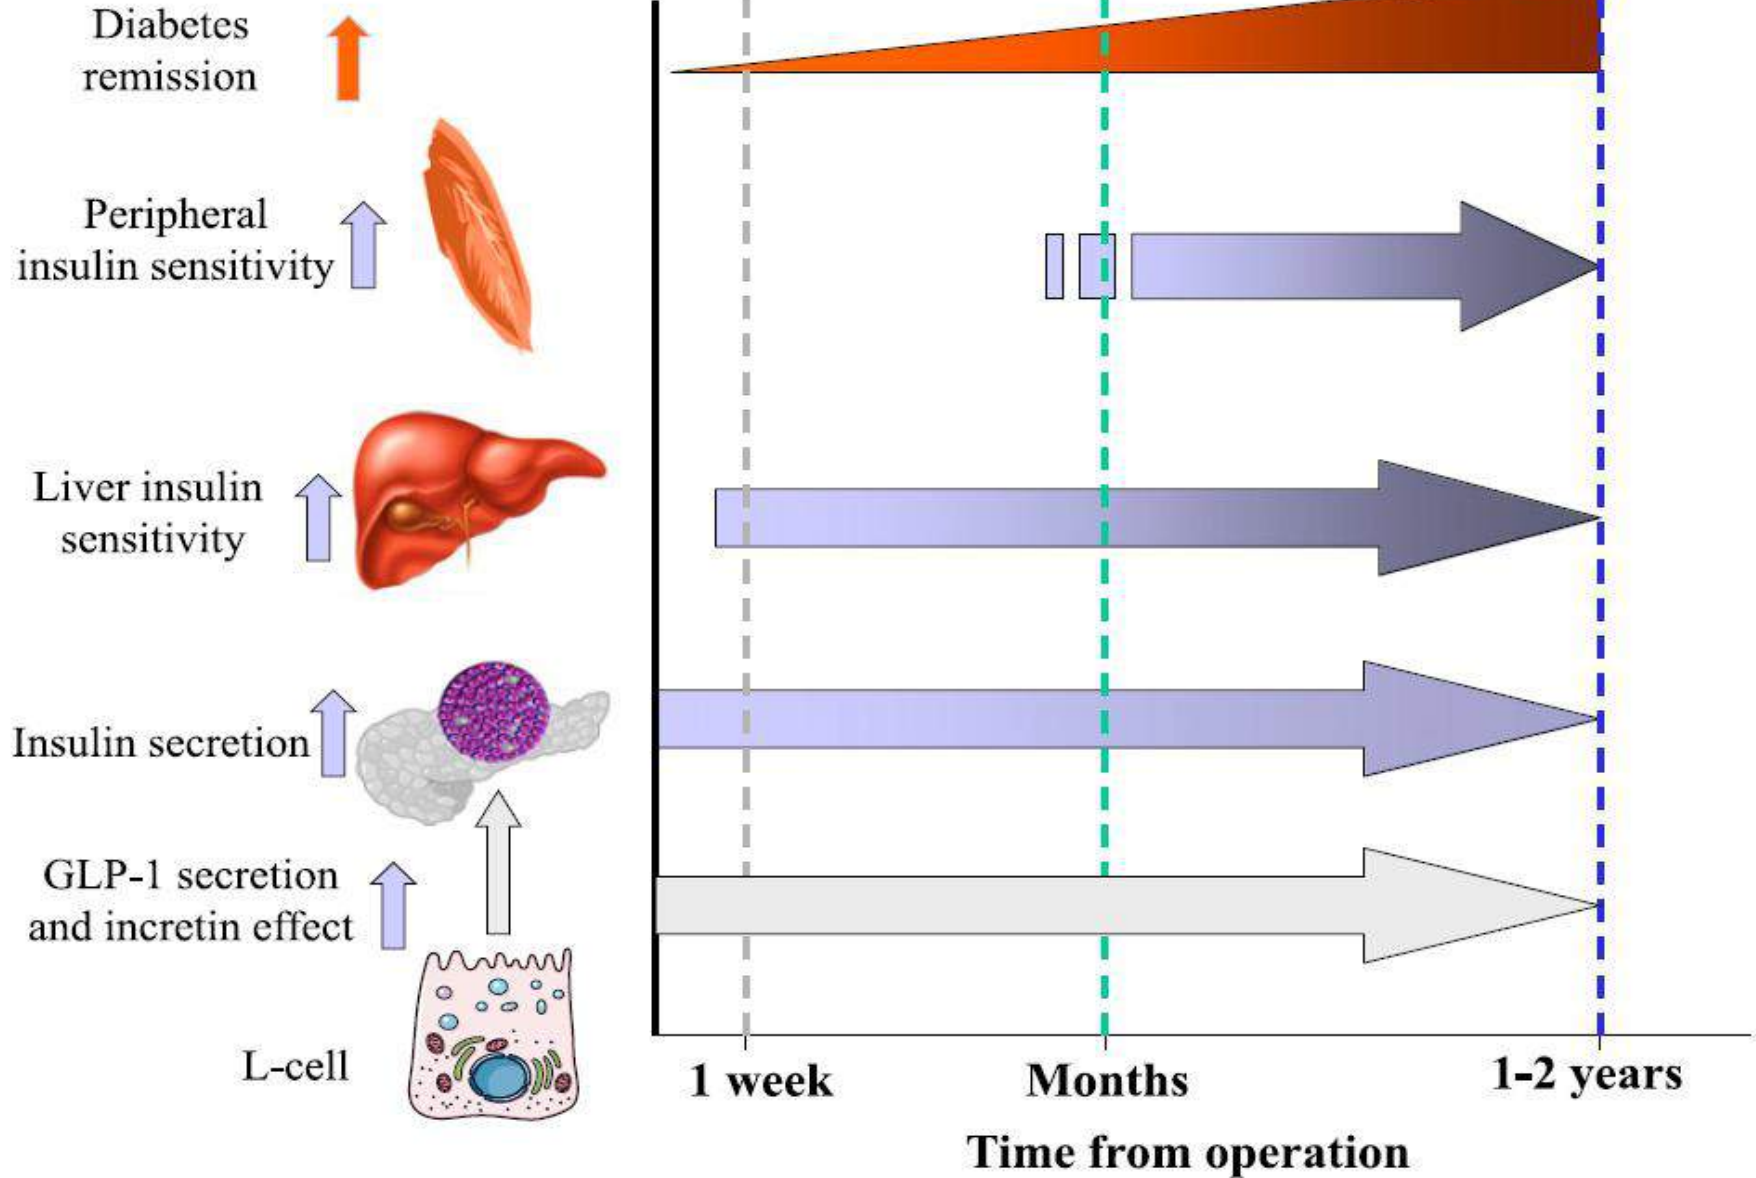 Diabetes
remission
Peripheral
insulin sensitivity
Liver insulin
sensitivity
Insulin secretion
GLP-1 secretion
and incretin effect
L-cell
1 week
Months
1-2 years
Time from operation